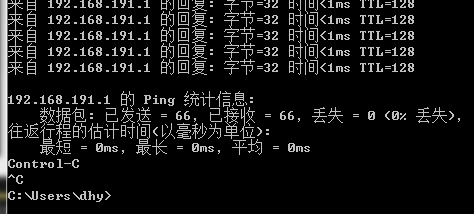 来自 192.168.191.1 的回复: 字节=32 时间<1ms TTL=128
来自 192.168.191.1 的回复: 字节=32 时间<1ms TTL=128
来自 192.168.191.1 的回复: 字节=32 时间<1ms TTL=128
来自 192.168.191.1 的回复: 字节=32 时间<1ms TTL=128
来自 192.168.191.1 的回复: 字节=32 时间<1ms TTL=128

192.168.191.1 的 Ping 统计信息:
    数据包: 已发送 = 66，已接收 = 66，丢失 = 0 (0% 丢失)，
往返行程的估计时间(以毫秒为单位):
    最短 = 0ms，最长 = 0ms，平均 = 0ms
Control-C
^C
C:\Users\dhy>